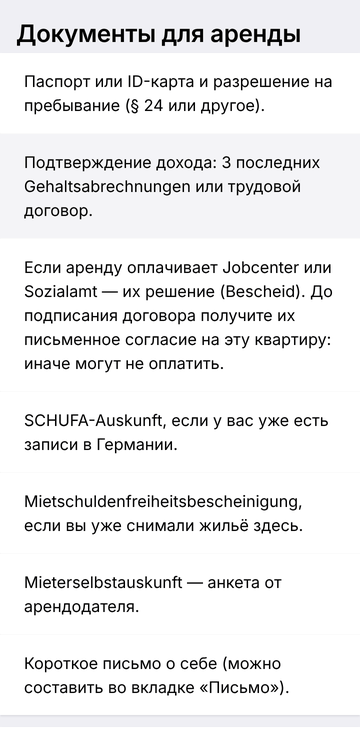 Документы для аренды
Паспорт или ID-карта и разрешение на
пребывание (§ 24 или другое).
Подтверждение дохода: 3 последних
Gehaltsabrechnungen или трудовой
договор.
Если аренду оплачивает Jobcenter или
Sozialamt — их решение (Bescheid). До
подписания договора получите их
письменное согласие на эту квартиру:
иначе могут не оплатить.
SCHUFA-Auskunft, если у вас уже есть
записи в Германии.
Mietschuldenfreiheitsbescheinigung,
если вы уже снимали жильё здесь.
Mieterselbstauskunft — анкета от
арендодателя.
Короткое письмо о себе (можно
составить во вкладке «Письмо»).